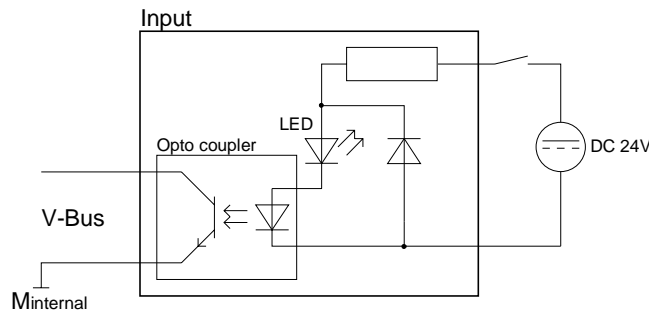 Input
LED
Opto coupler
DC 24V
V-Bus
Minternal